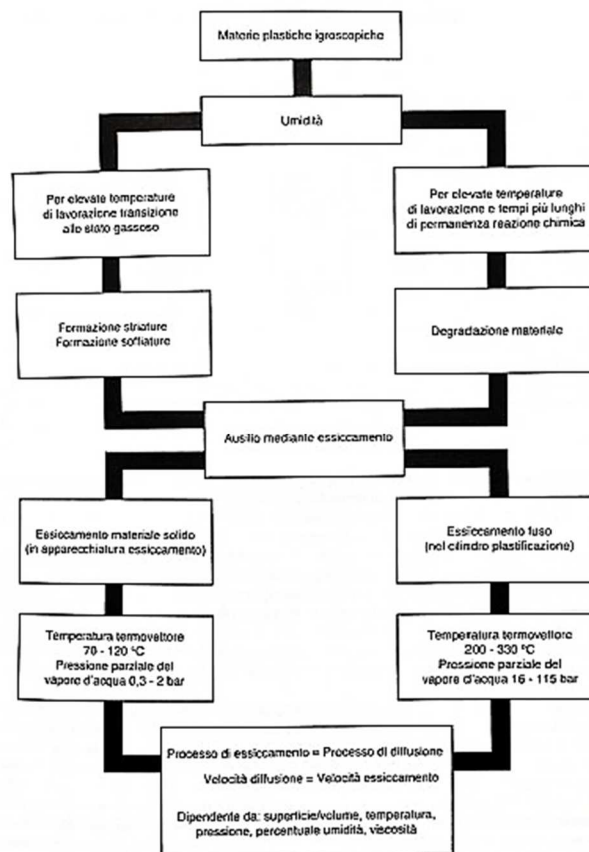 Materie plastiche igroscopiche
Umidità
Per elevate temperature
di lavorazione transizione
allo stato gassoso
Per elevate temperature
di lavorazione e tempi più lunghi
di permanenza reazione chimica
Formazione striature
Formazione soffiature
Degradazione materiale
Ausilio mediante essiccamento
Essiccamento materiale solido
(in apparecchiatura essiccamento)
Essiccamento fuso
(nel cilindro plastificazione)
Temperatura termovettore
70 - 120 °C
Pressione parziale del
vapore d'acqua 0,3 - 2 bar
Temperatura termovettore
200 - 330 °C
Pressione parziale del
vapore d'acqua 16 - 115 bar
Processo di essiccamento = Processo di diffusione
Velocità diffusione = Velocità essiccamento
Dipendente da: superficie/volume, temperatura,
pressione, percentuale umidità, viscosità